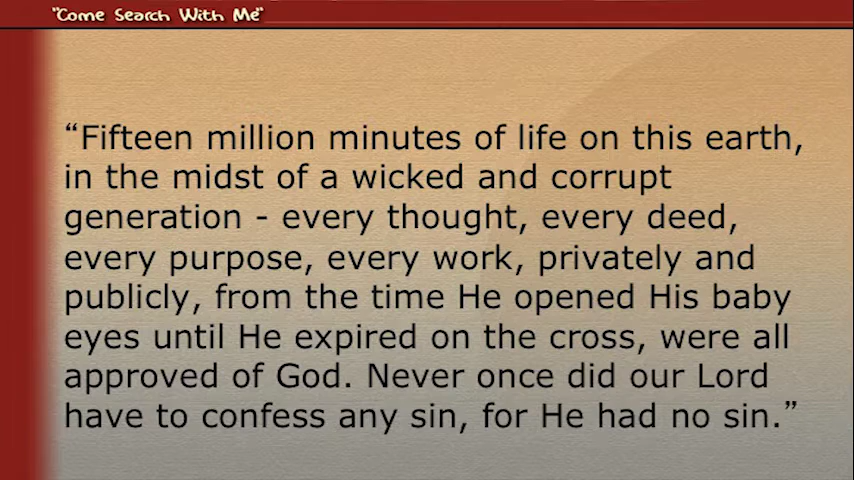 "Come Search With Me"
“Fifteen million minutes of life on this earth,
in the midst of a wicked and corrupt
generation - every thought, every deed,
every purpose, every work, privately and
publicly, from the time He opened His baby
eyes until He expired on the cross, were all
approved of God. Never once did our Lord
have to confess any sin, for He had no sin.”